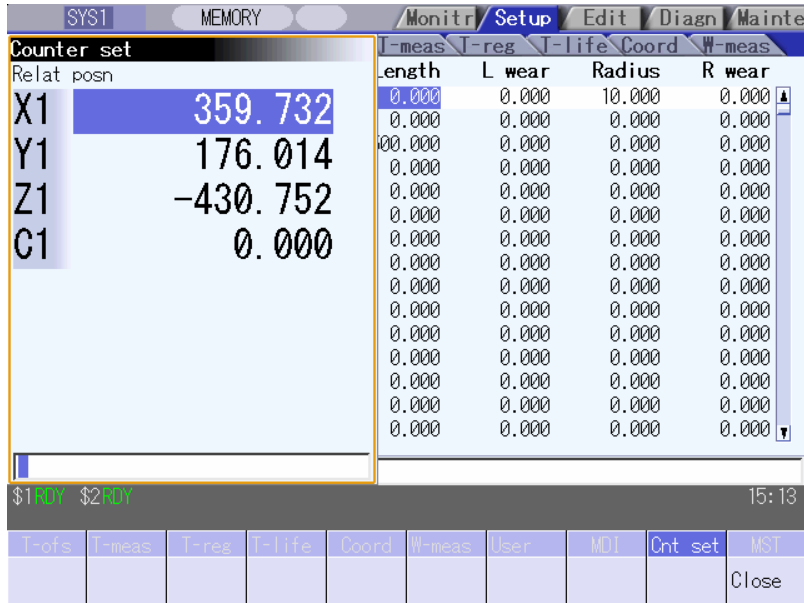 SYS1 MEMORY Monitr Setup Edit Diagn Mainte
Counter set T-meas T-reg T-life Coord W-meas
Relat posn Length L wear Radius R wear
X1 359.732 0.000 0.000 10.000 0.000
0.000 0.000 0.000 0.000
Y1 176.014 00.000 0.000 0.000 0.000
0.000 0.000 0.000 0.000
Z1 -430.752 0.000 0.000 0.000 0.000
0.000 0.000 0.000 0.000
C1 0.000 0.000 0.000 0.000 0.000
0.000 0.000 0.000 0.000
0.000 0.000 0.000 0.000
0.000 0.000 0.000 0.000
0.000 0.000 0.000 0.000
0.000 0.000 0.000 0.000
0.000 0.000 0.000 0.000
0.000 0.000 0.000 0.000
0.000 0.000 0.000 0.000
$1RDY $2RDY 15:13
T-ofs T-meas T-reg T-life Coord W-meas User MDI Cnt set MST
Close